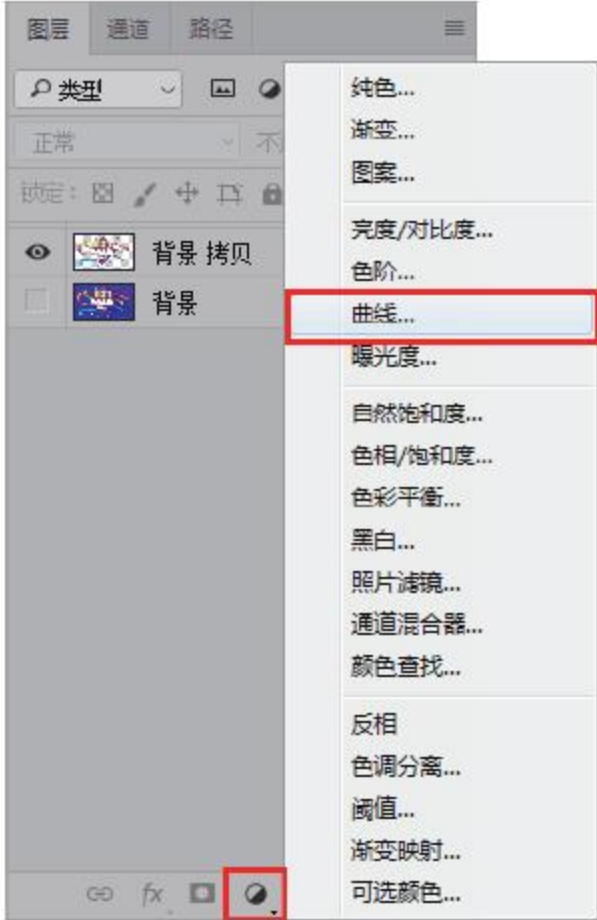 图层 通道 路径
类型
正常 不
锁定：
背景 拷贝
背景
fx
纯色...
渐变...
图案...
亮度/对比度...
色阶...
曲线...
曝光度...
自然饱和度...
色相/饱和度...
色彩平衡...
黑白...
照片滤镜...
通道混合器...
颜色查找...
反相
色调分离...
阈值...
渐变映射...
可选颜色...